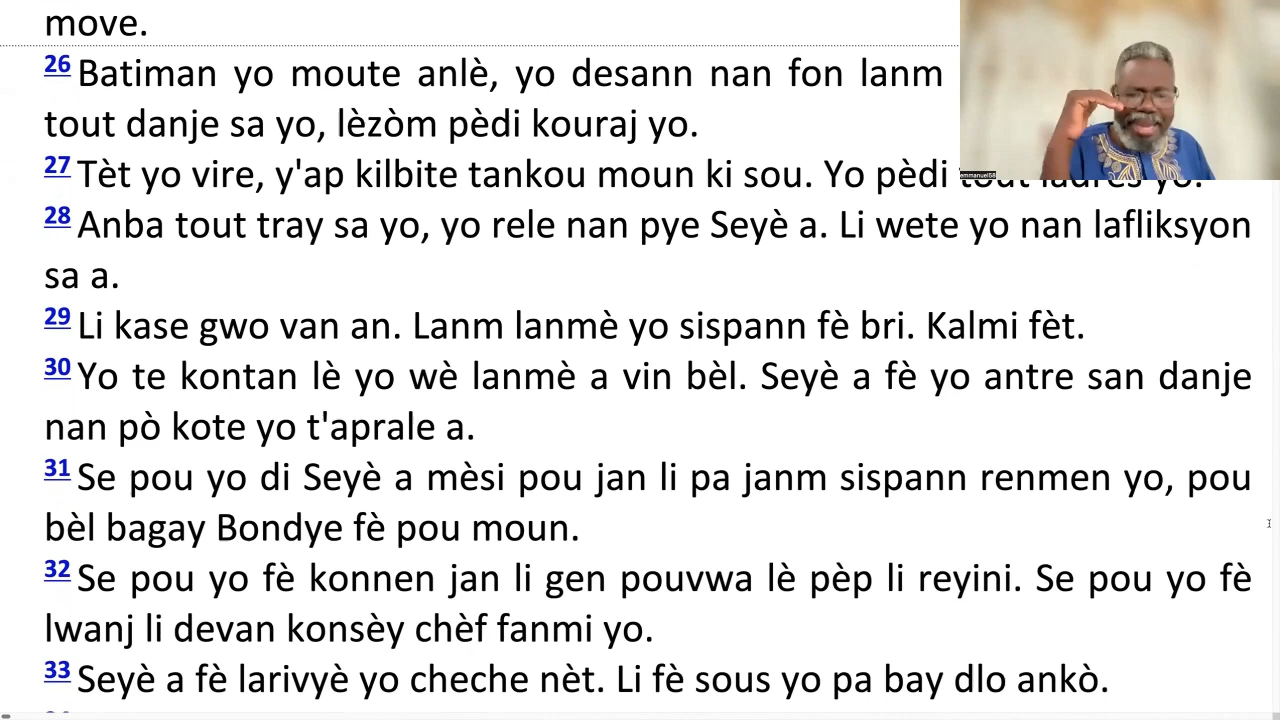 move.
26 Batiman yo moute anlè, yo desann nan fon lanm
tout danje sa yo, lèzòm pèdi kouraj yo.
27 Tèt yo vire, y'ap kilbite tankou moun ki sou. Yo pèdi tout ladrès yo.
28 Anba tout tray sa yo, yo rele nan pye Seyè a. Li wete yo nan lafliksyon
sa a.
29 Li kase gwo van an. Lanm lanmè yo sispann fè bri. Kalmi fèt.
30 Yo te kontan lè yo wè lanmè a vin bèl. Seyè a fè yo antre san danje
nan pò kote yo t'aprale a.
31 Se pou yo di Seyè a mèsi pou jan li pa janm sispann renmen yo, pou
bèl bagay Bondye fè pou moun.
32 Se pou yo fè konnen jan li gen pouvwa lè pèp li reyini. Se pou yo fè
lwanj li devan konsèy chèf fanmi yo.
33 Seyè a fè larivyè yo cheche nèt. Li fè sous yo pa bay dlo ankò.